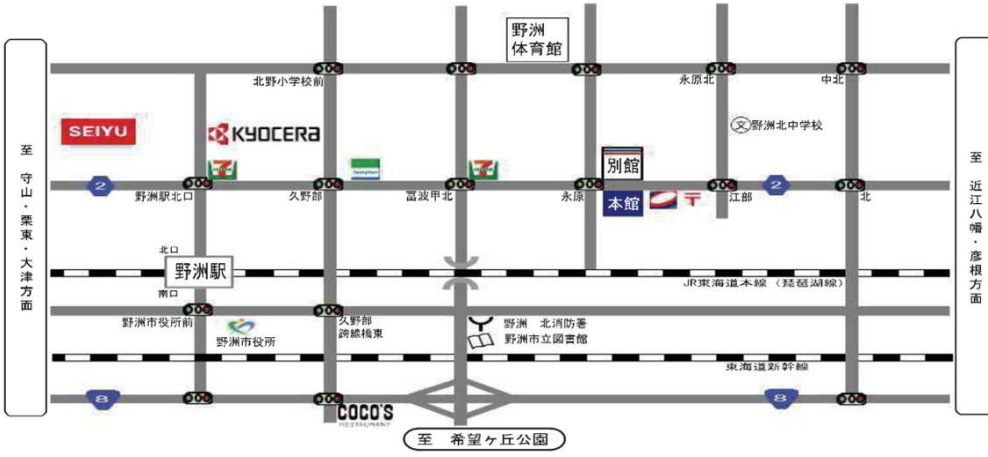 野洲
体育館
北野小学校前
永原北
中北
SEIYU
KYOCERA
文
野洲北中学校
至 守山・栗東・大津方面
至 近江八幡・彦根方面
7
FamilyMart
7
別館
2
野洲駅北口
久野部
冨波甲北
永原
本館
〒
江部
2
北
北口
野洲駅
南口
JR東海道本線（琵琶湖線）
野洲市役所前
野洲市役所
久野部
跨線橋東
野洲 北消防署
野洲市立図書館
東海道新幹線
8
8
COCO'S
RESTAURANT
至 希望ヶ丘公園